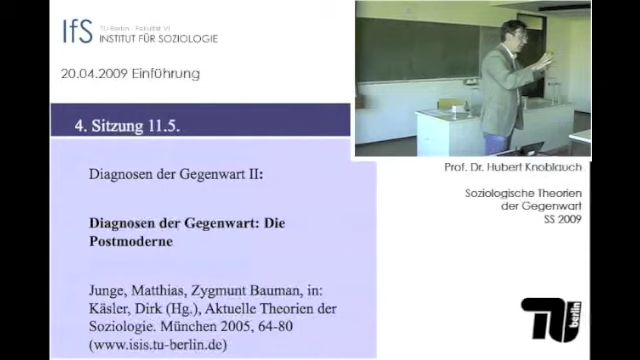 IfS TU-Berlin · Fakultät VI
INSTITUT FÜR SOZIOLOGIE
20.04.2009 Einführung
4. Sitzung 11.5.
Diagnosen der Gegenwart II:
Diagnosen der Gegenwart: Die
Postmoderne
Junge, Matthias, Zygmunt Bauman, in:
Käsler, Dirk (Hg.), Aktuelle Theorien der
Soziologie. München 2005, 64-80
(www.isis.tu-berlin.de)
Prof. Dr. Hubert Knoblauch
Soziologische Theorien
der Gegenwart
SS 2009
TU berlin